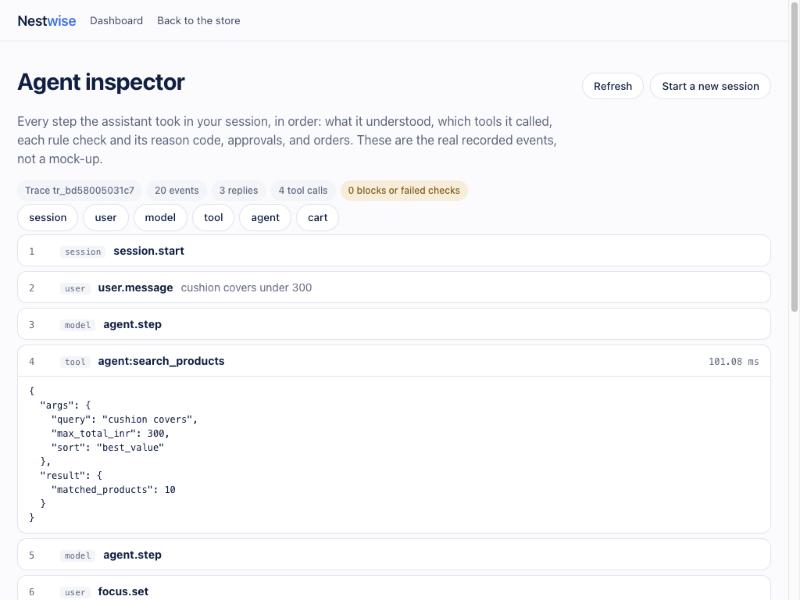 Nestwise Dashboard Back to the store
Agent inspector
Refresh Start a new session
Every step the assistant took in your session, in order: what it understood, which tools it called,
each rule check and its reason code, approvals, and orders. These are the real recorded events,
not a mock-up.
Trace tr_bd58005031c7 20 events 3 replies 4 tool calls 0 blocks or failed checks
session user model tool agent cart
1 session session.start
2 user user.message cushion covers under 300
3 model agent.step
4 tool agent:search_products 101.08 ms
{
"args": {
"query": "cushion covers",
"max_total_inr": 300,
"sort": "best_value"
},
"result": {
"matched_products": 10
}
}
5 model agent.step
6 user focus.set